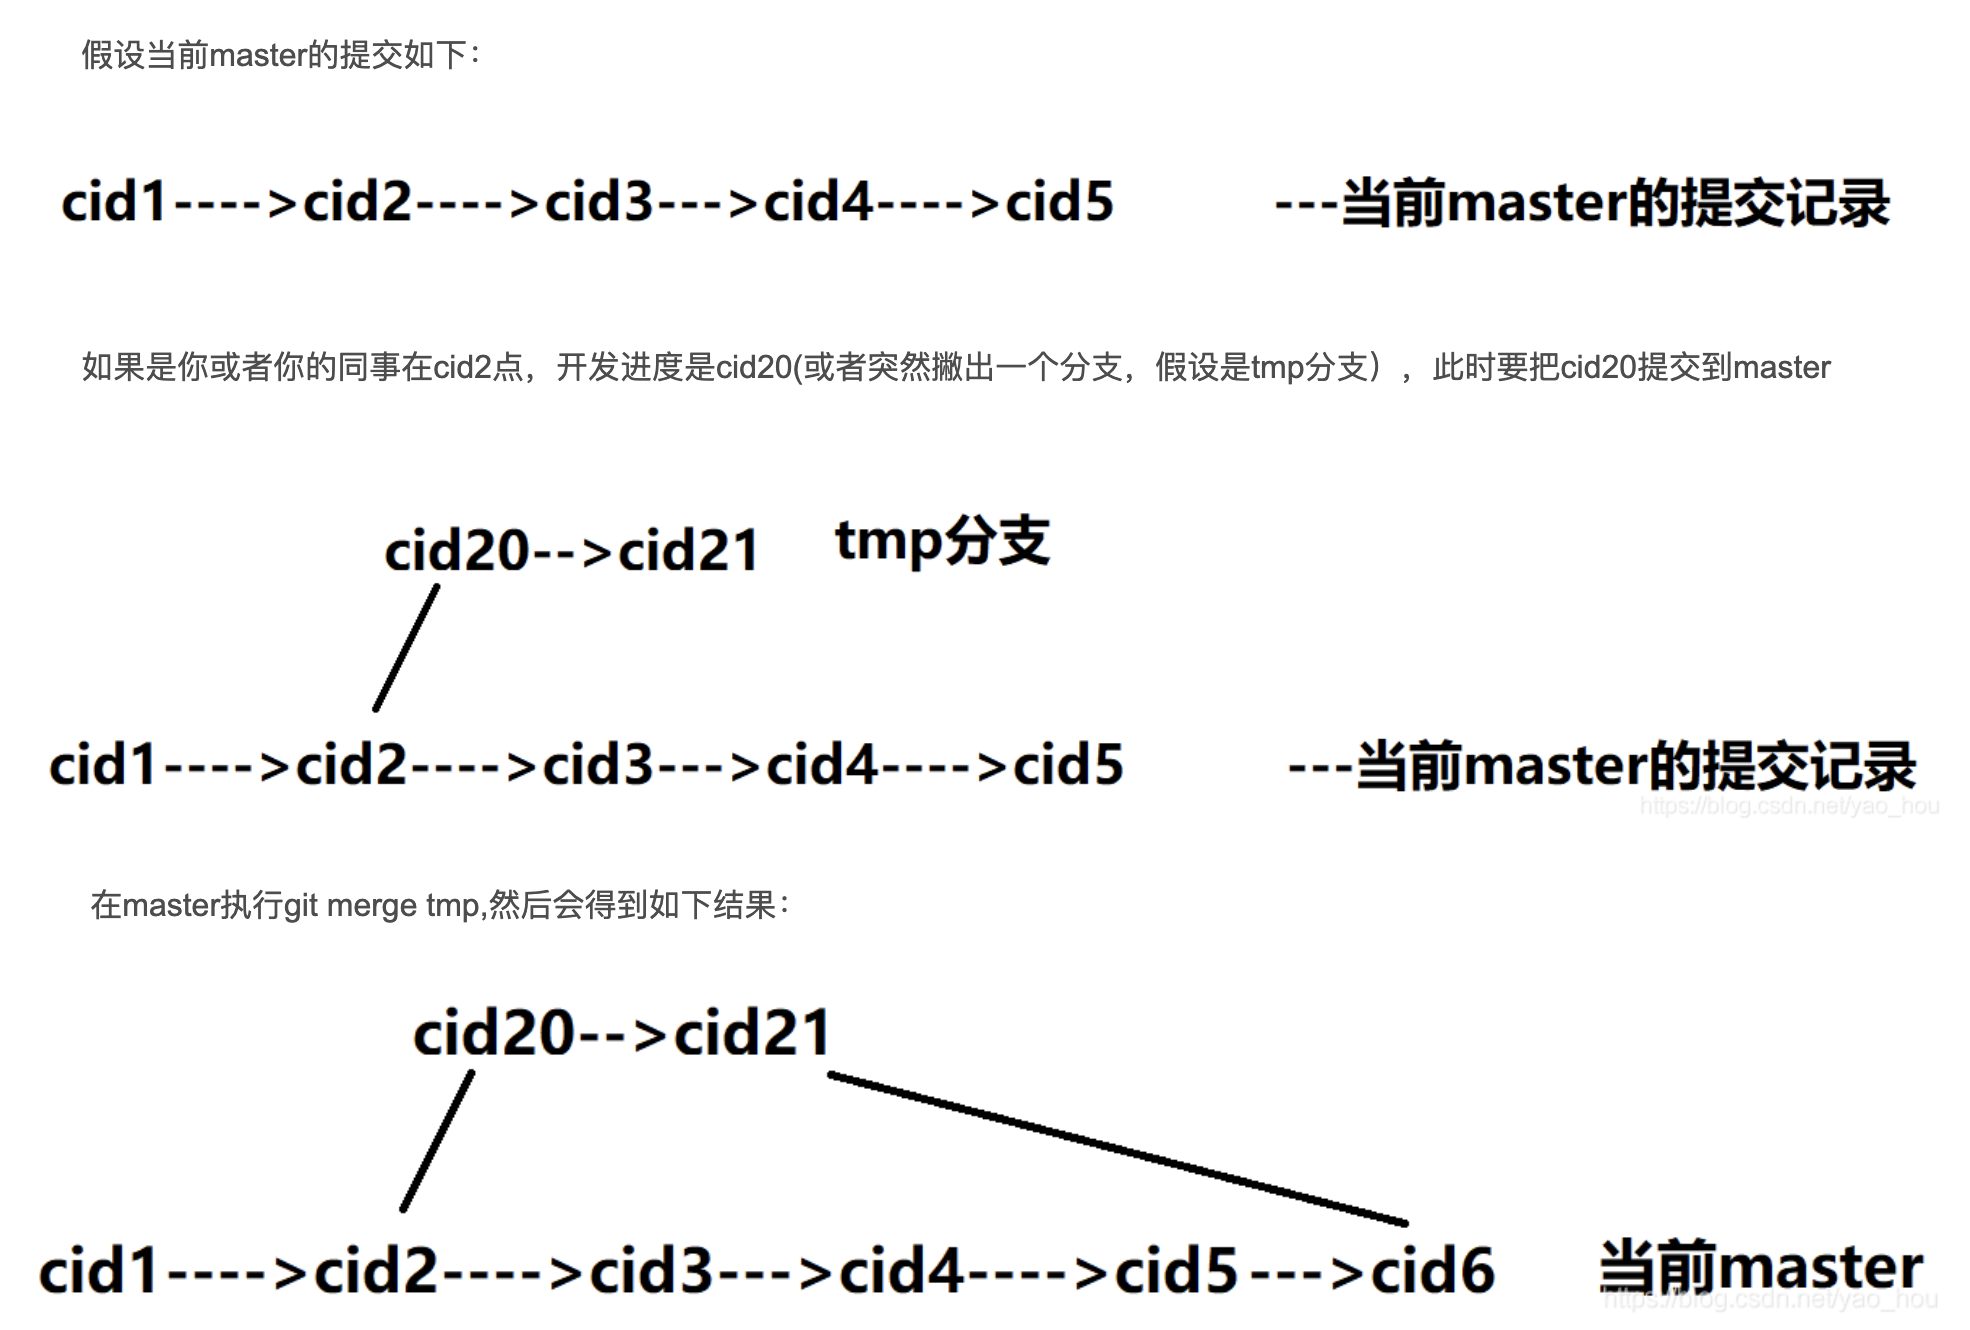 假设当前master的提交如下：
cid1---->cid2---->cid3--->cid4---->cid5 ---当前master的提交记录
如果是你或者你的同事在cid2点，开发进度是cid20(或者突然撇出一个分支，假设是tmp分支），此时要把cid20提交到master
cid20-->cid21 tmp分支
cid1---->cid2---->cid3--->cid4---->cid5 ---当前master的提交记录
https://blog.csdn.net/yao_hou
在master执行git merge tmp,然后会得到如下结果：
cid20-->cid21
cid1---->cid2---->cid3--->cid4---->cid5--->cid6 当前master
https://blog.csdn.net/yao_hou